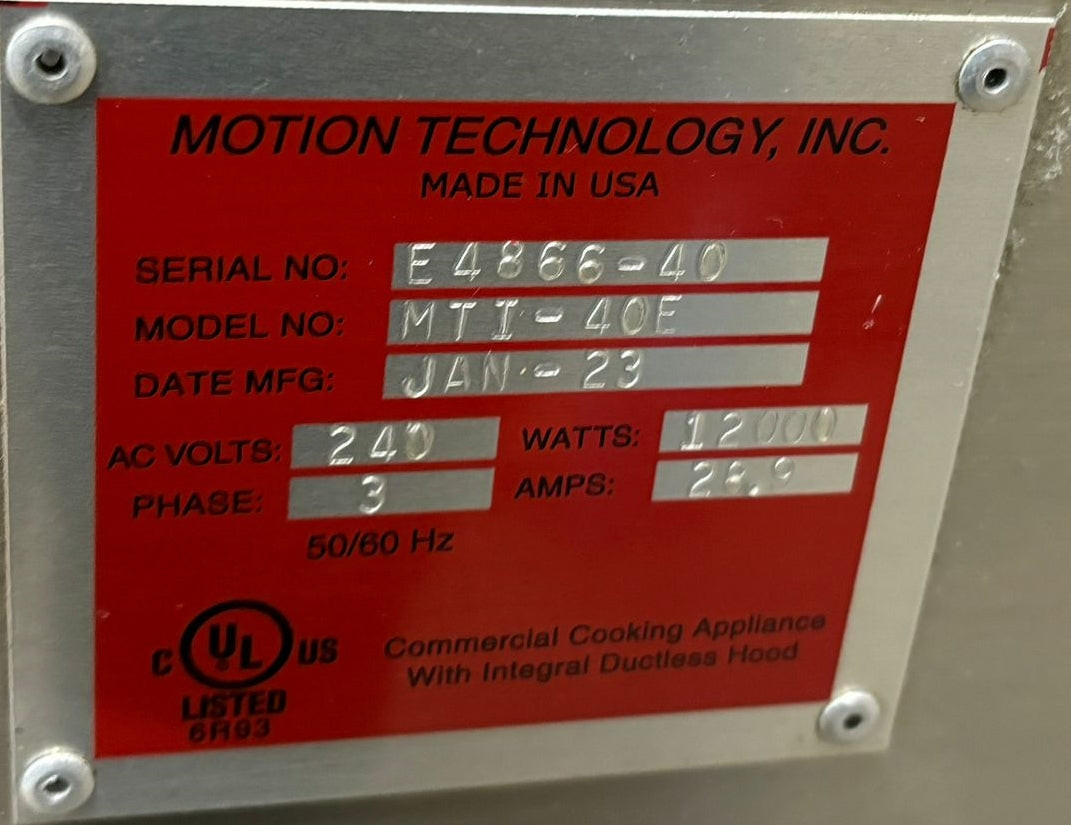 MOTION TECHNOLOGY, INC.
MADE IN USA
SERIAL NO: E4866-40
MODEL NO: MTI-40E
DATE MFG: JAN-23
AC VOLTS: 240 WATTS: 12000
PHASE: 3 AMPS: 28.9
50/60 Hz
C UL US
LISTED
6R93
Commercial Cooking Appliance
With Integral Ductless Hood